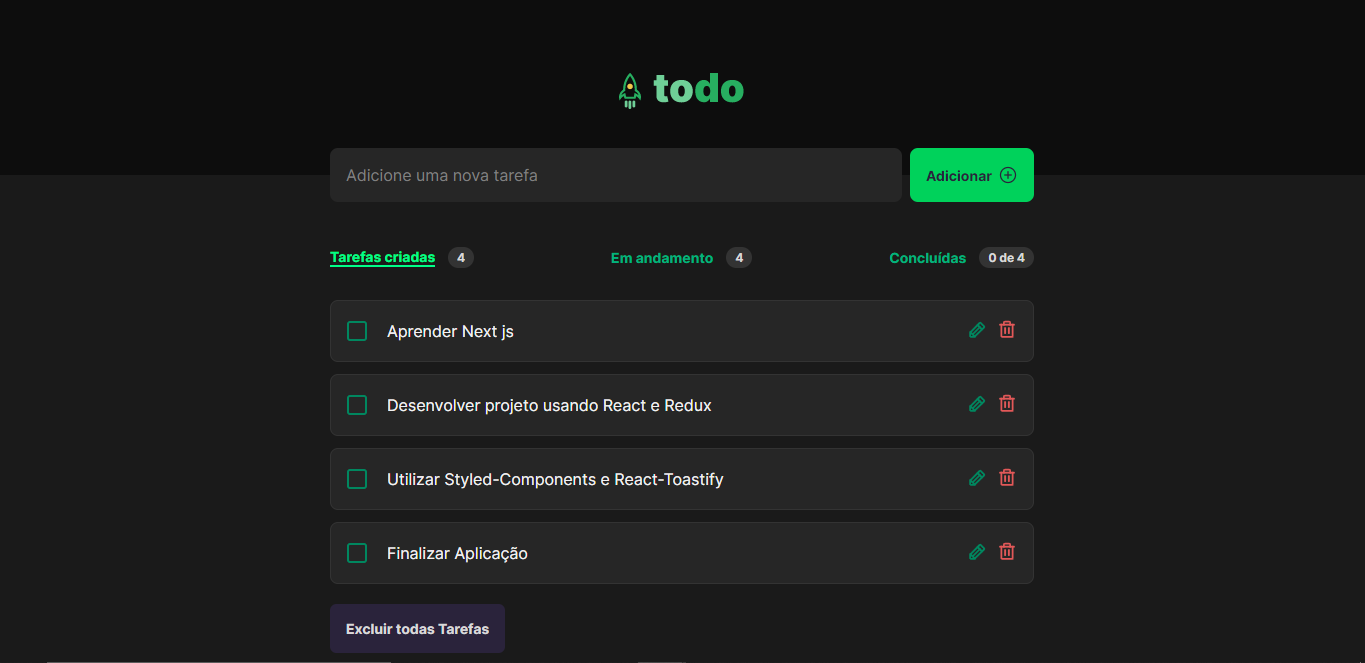 todo
Adicione uma nova tarefa
Adicionar
Tarefas criadas 4 Em andamento 4 Concluídas 0 de 4
Aprender Next js
Desenvolver projeto usando React e Redux
Utilizar Styled-Components e React-Toastify
Finalizar Aplicação
Excluir todas Tarefas